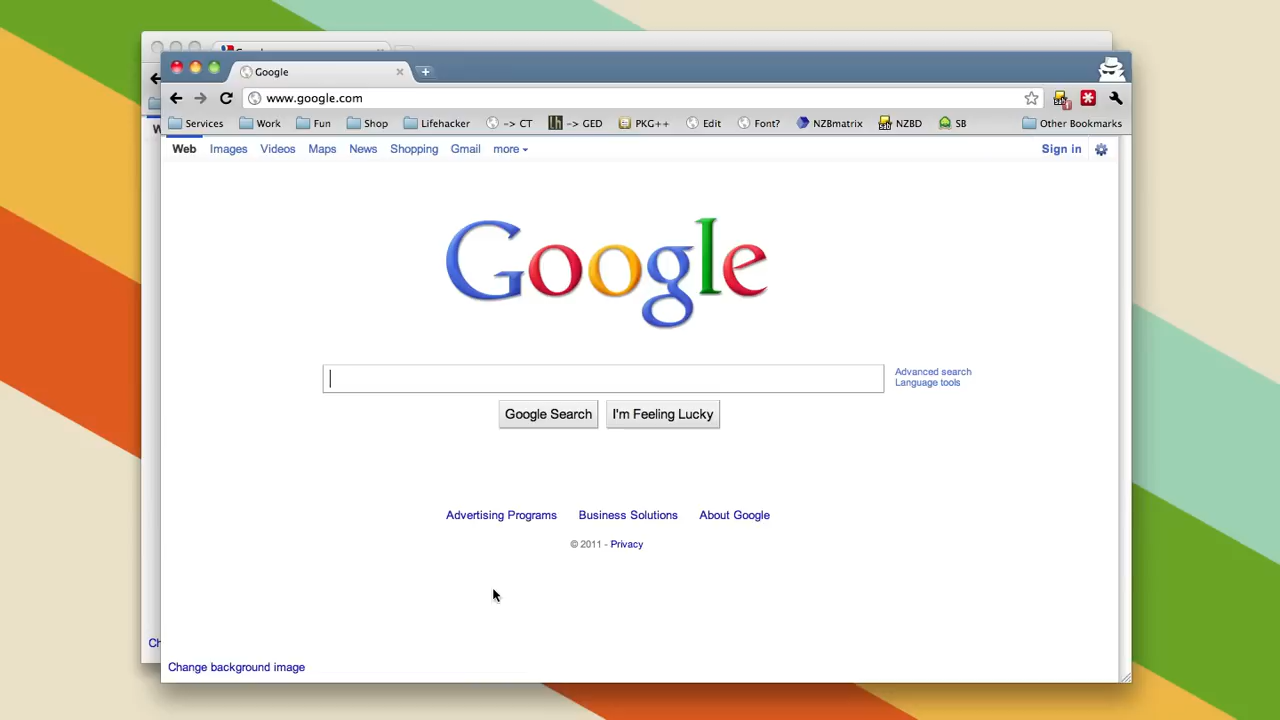 Google
www.google.com
Services Work Fun Shop Lifehacker -> CT -> GED PKG++ Edit Font? NZBmatrix NZBD SB Other Bookmarks
Web Images Videos Maps News Shopping Gmail more Sign in
Google
Advanced search
Language tools
Google Search I'm Feeling Lucky
Advertising Programs Business Solutions About Google
© 2011 - Privacy
Change background image